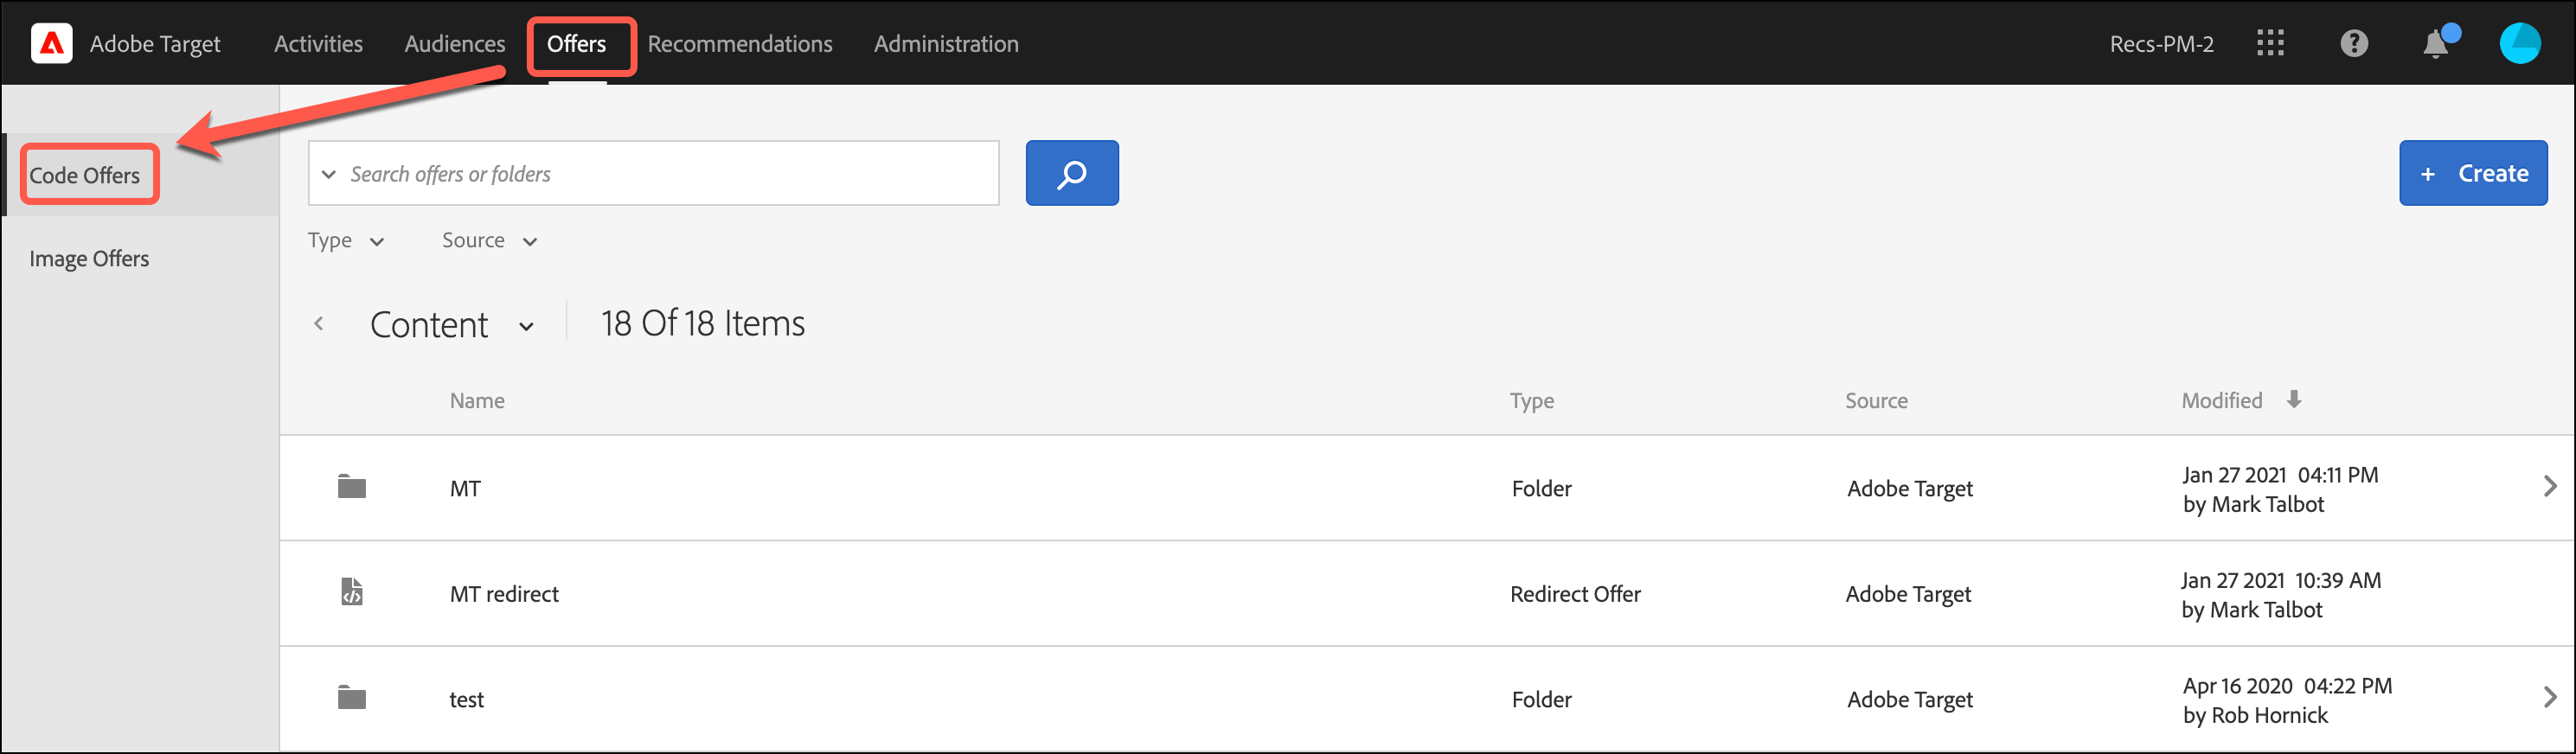 Adobe Target Activities Audiences Offers Recommendations Administration Recs-PM-2
Code Offers
Image Offers
Search offers or folders
+ Create
Type Source
Content 18 Of 18 Items
Name Type Source Modified
MT Folder Adobe Target Jan 27 2021 04:11 PM
by Mark Talbot
MT redirect Redirect Offer Adobe Target Jan 27 2021 10:39 AM
by Mark Talbot
test Folder Adobe Target Apr 16 2020 04:22 PM
by Rob Hornick